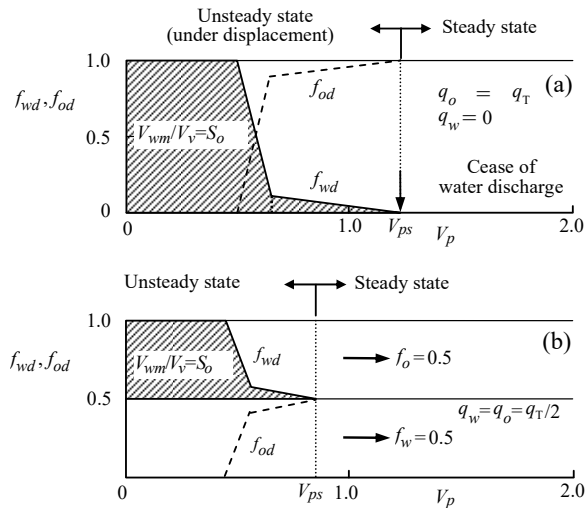 Unsteady state
(under displacement)
Steady state
1.0
(a)
f_od
q_o = q_T
q_w = 0
f_wd, f_od
0.5
V_wm/V_v=S_o
f_wd
Cease of
water discharge
0
0
1.0
V_ps
V_p
2.0
Unsteady state
Steady state
1.0
(b)
V_wm/V_v=S_o
f_wd
f_o = 0.5
f_wd, f_od
0.5
q_w = q_o = q_T/2
f_od
f_w = 0.5
0
V_ps
1.0
V_p
2.0